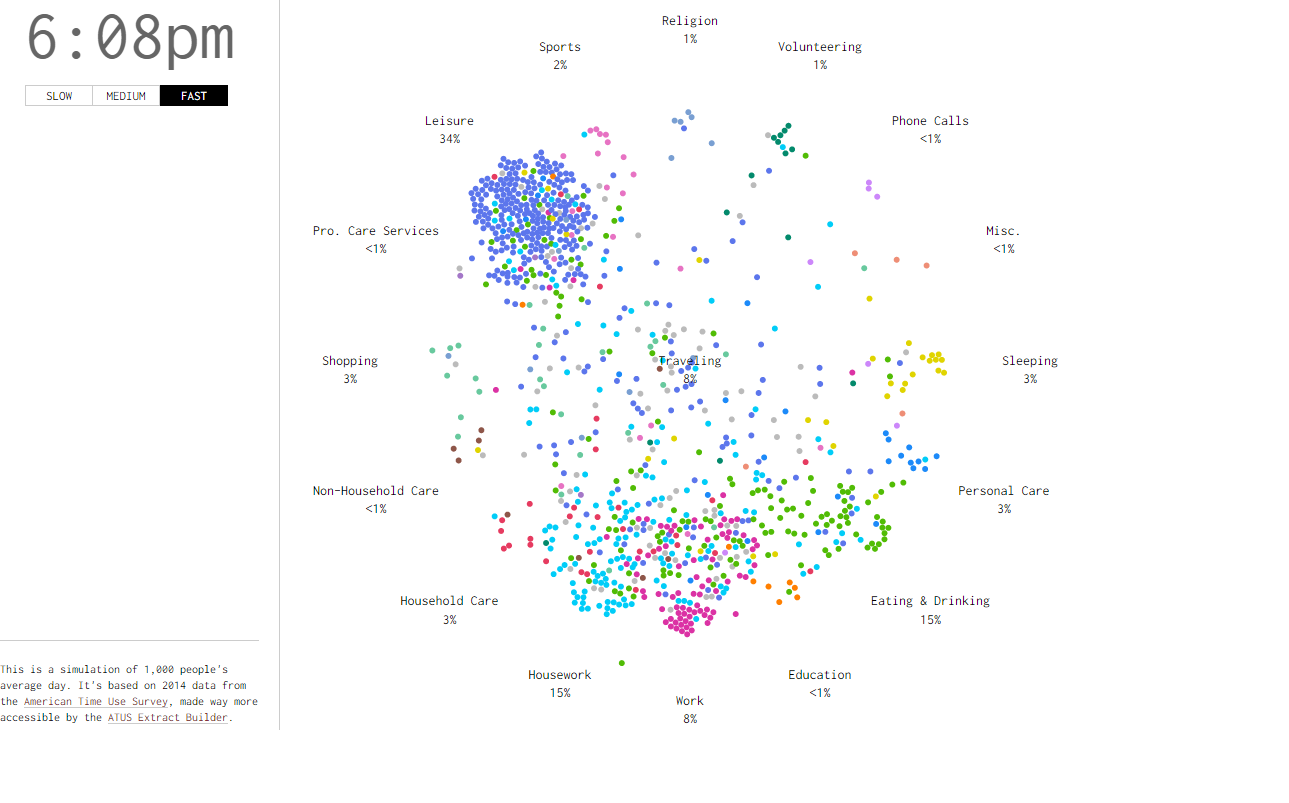 6:08pm
SLOW MEDIUM FAST
Religion
1%
Sports
2%
Volunteering
1%
Leisure
34%
Phone Calls
<1%
Pro. Care Services
<1%
Misc.
<1%
Shopping
3%
Traveling
8%
Sleeping
3%
Non-Household Care
<1%
Personal Care
3%
Household Care
3%
Eating & Drinking
15%
Housework
15%
Education
<1%
Work
8%
This is a simulation of 1,000 people's
average day. It's based on 2014 data from
the American Time Use Survey, made way more
accessible by the ATUS Extract Builder.